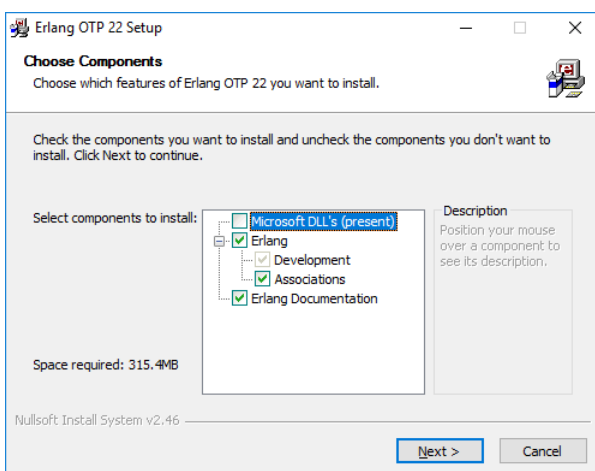 Erlang OTP 22 Setup
Choose Components
Choose which features of Erlang OTP 22 you want to install.
Check the components you want to install and uncheck the components you don't want to
install. Click Next to continue.
Select components to install:
Microsoft DLL's (present)
Erlang
Development
Associations
Erlang Documentation
Description
Position your mouse
over a component to
see its description.
Space required: 315.4MB
Nullsoft Install System v2.46
Next >
Cancel